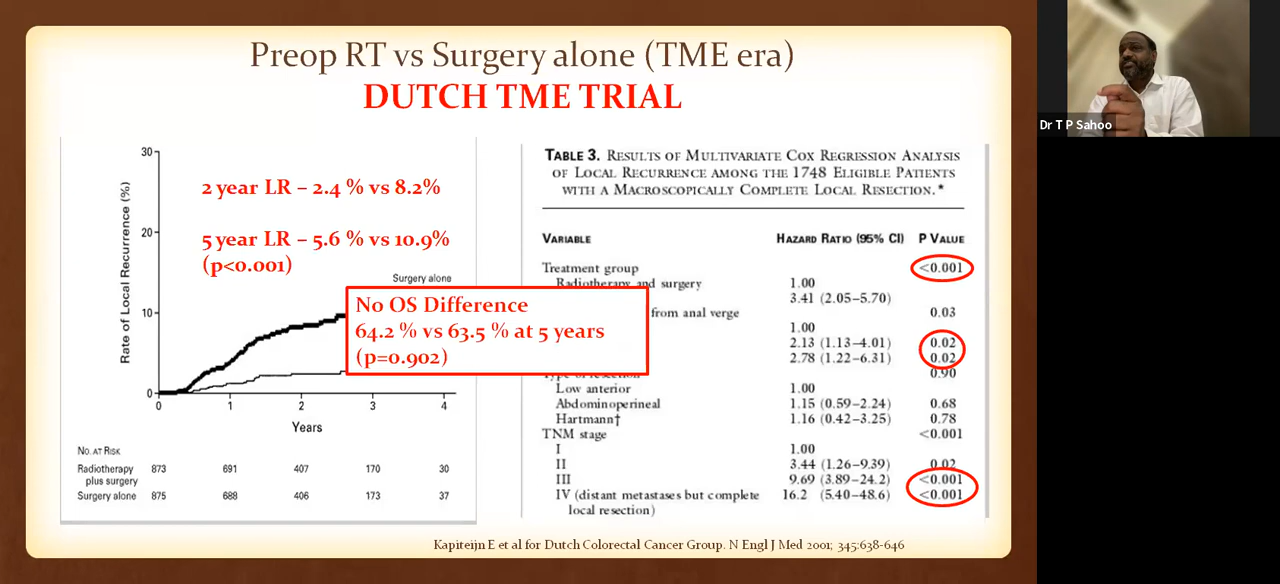 Preop RT vs Surgery alone (TME era)
DUTCH TME TRIAL
Dr T P Sahoo
Rate of Local Recurrence (%)
30
20
10
0
2 year LR – 2.4 % vs 8.2%
5 year LR – 5.6 % vs 10.9%
(p<0.001)
Surgery alone
No OS Difference
64.2 % vs 63.5 % at 5 years
(p=0.902)
0 1 2 3 4
Years
NO. AT RISK
Radiotherapy 873 691 407 170 30
plus surgery
Surgery alone 875 688 406 173 37
TABLE 3. RESULTS OF MULTIVARIATE COX REGRESSION ANALYSIS
OF LOCAL RECURRENCE AMONG THE 1748 ELIGIBLE PATIENTS
WITH A MACROSCOPICALLY COMPLETE LOCAL RESECTION.*
VARIABLE HAZARD RATIO (95% CI) P VALUE
Treatment group <0.001
Radiotherapy and surgery 1.00
3.41 (2.05–5.70)
from anal verge 0.03
1.00
2.13 (1.13–4.01) 0.02
2.78 (1.22–6.31) 0.02
Type of resection 0.90
Low anterior 1.00
Abdominoperineal 1.15 (0.59–2.24) 0.68
Hartmann† 1.16 (0.42–3.25) 0.78
TNM stage <0.001
I 1.00
II 3.44 (1.26–9.39) 0.02
III 9.69 (3.89–24.2) <0.001
IV (distant metastases but complete 16.2 (5.40–48.6) <0.001
local resection)
Kapiteijn E et al for Dutch Colorectal Cancer Group. N Engl J Med 2001; 345:638-646